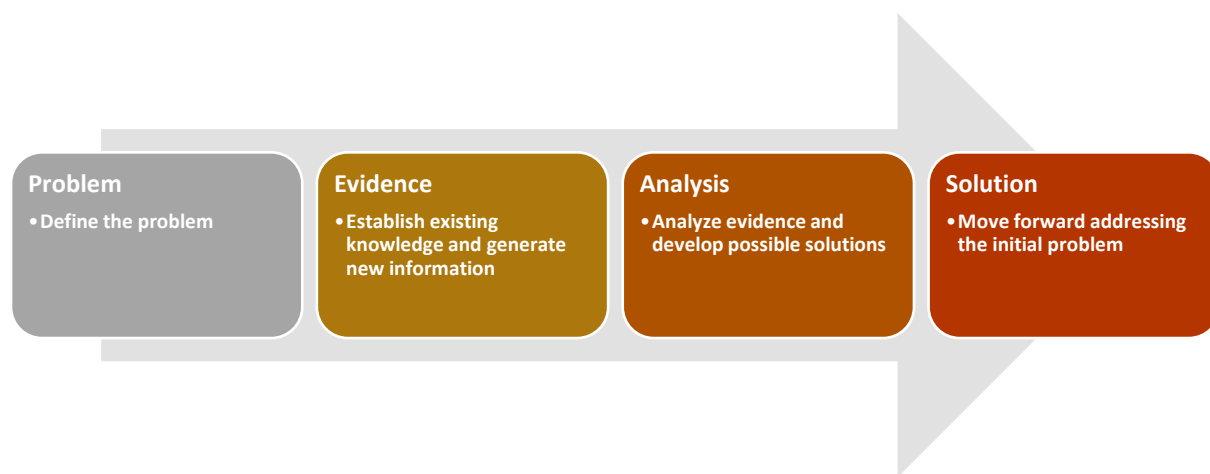 Problem
•Define the problem
Evidence
•Establish existing
knowledge and generate
new information
Analysis
•Analyze evidence and
develop possible solutions
Solution
•Move forward addressing
the initial problem